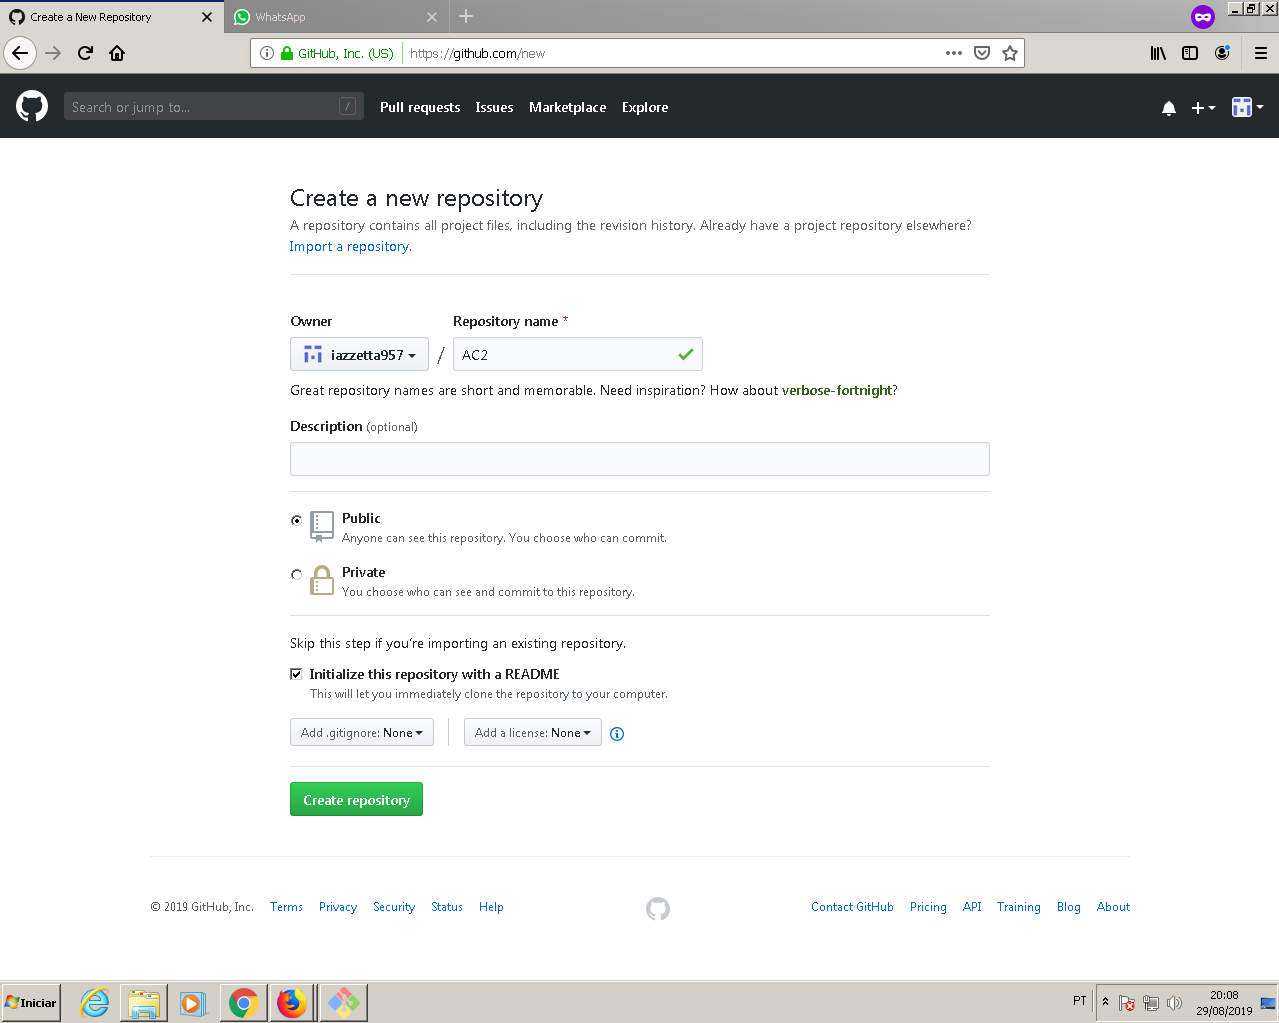 Create a New Repository
WhatsApp
GitHub, Inc. (US)
https://github.com/new
Search or jump to...
/
Pull requests
Issues
Marketplace
Explore
Create a new repository
A repository contains all project files, including the revision history. Already have a project repository elsewhere?
Import a repository.
Owner
Repository name *
iazzetta957
/
AC2
Great repository names are short and memorable. Need inspiration? How about verbose-fortnight?
Description (optional)
Public
Anyone can see this repository. You choose who can commit.
Private
You choose who can see and commit to this repository.
Skip this step if you're importing an existing repository.
Initialize this repository with a README
This will let you immediately clone the repository to your computer.
Add .gitignore: None
Add a license: None
Create repository
© 2019 GitHub, Inc.
Terms
Privacy
Security
Status
Help
Contact GitHub
Pricing
API
Training
Blog
About
Iniciar
PT
20:08
29/08/2019